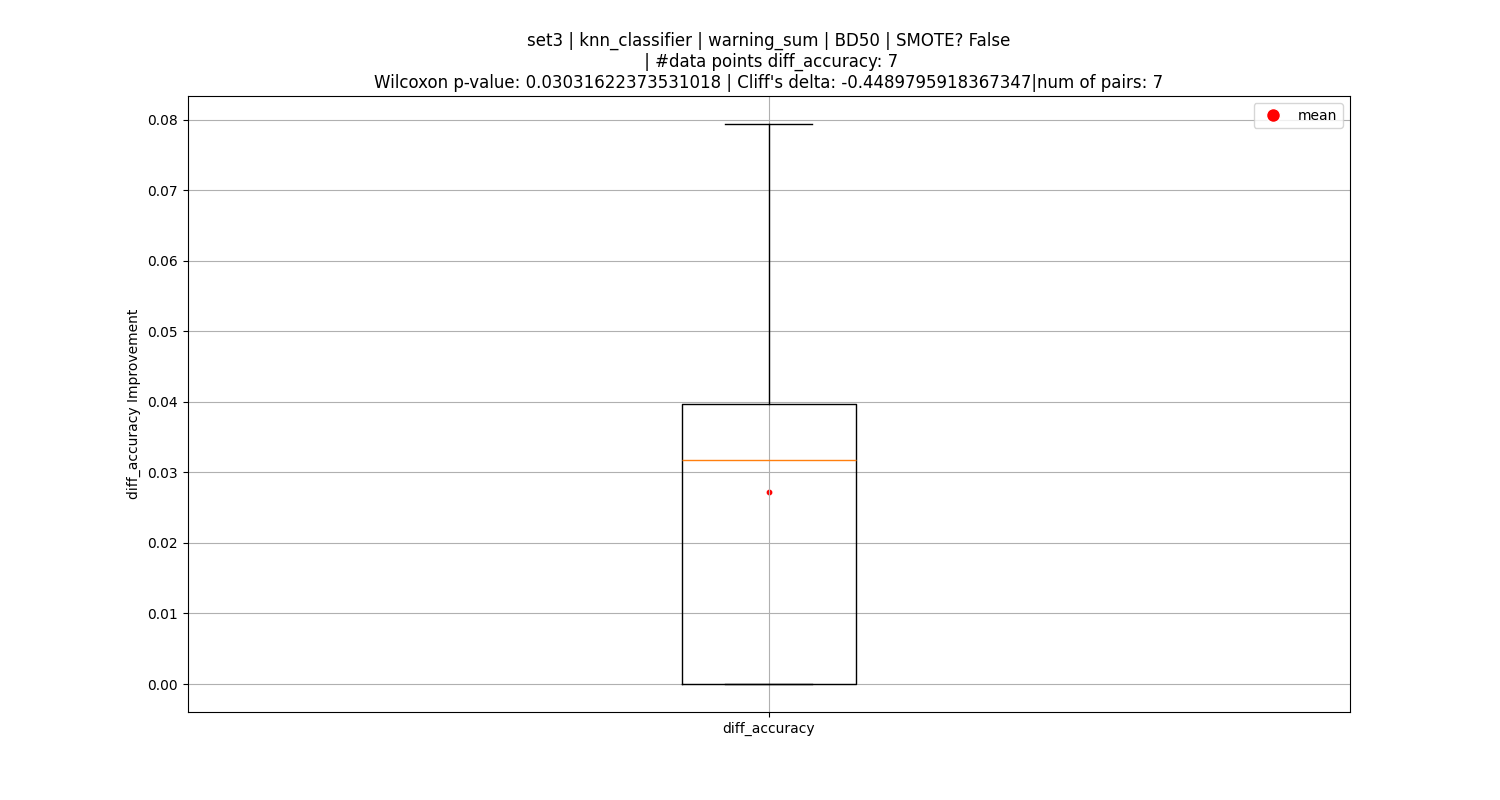 set3 | knn_classifier | warning_sum | BD50 | SMOTE? False
| #data points diff_accuracy: 7
Wilcoxon p-value: 0.03031622373531018 | Cliff's delta: -0.4489795918367347|num of pairs: 7
mean
0.08
0.07
0.06
0.05
0.04
0.03
0.02
0.01
0.00
diff_accuracy Improvement
diff_accuracy